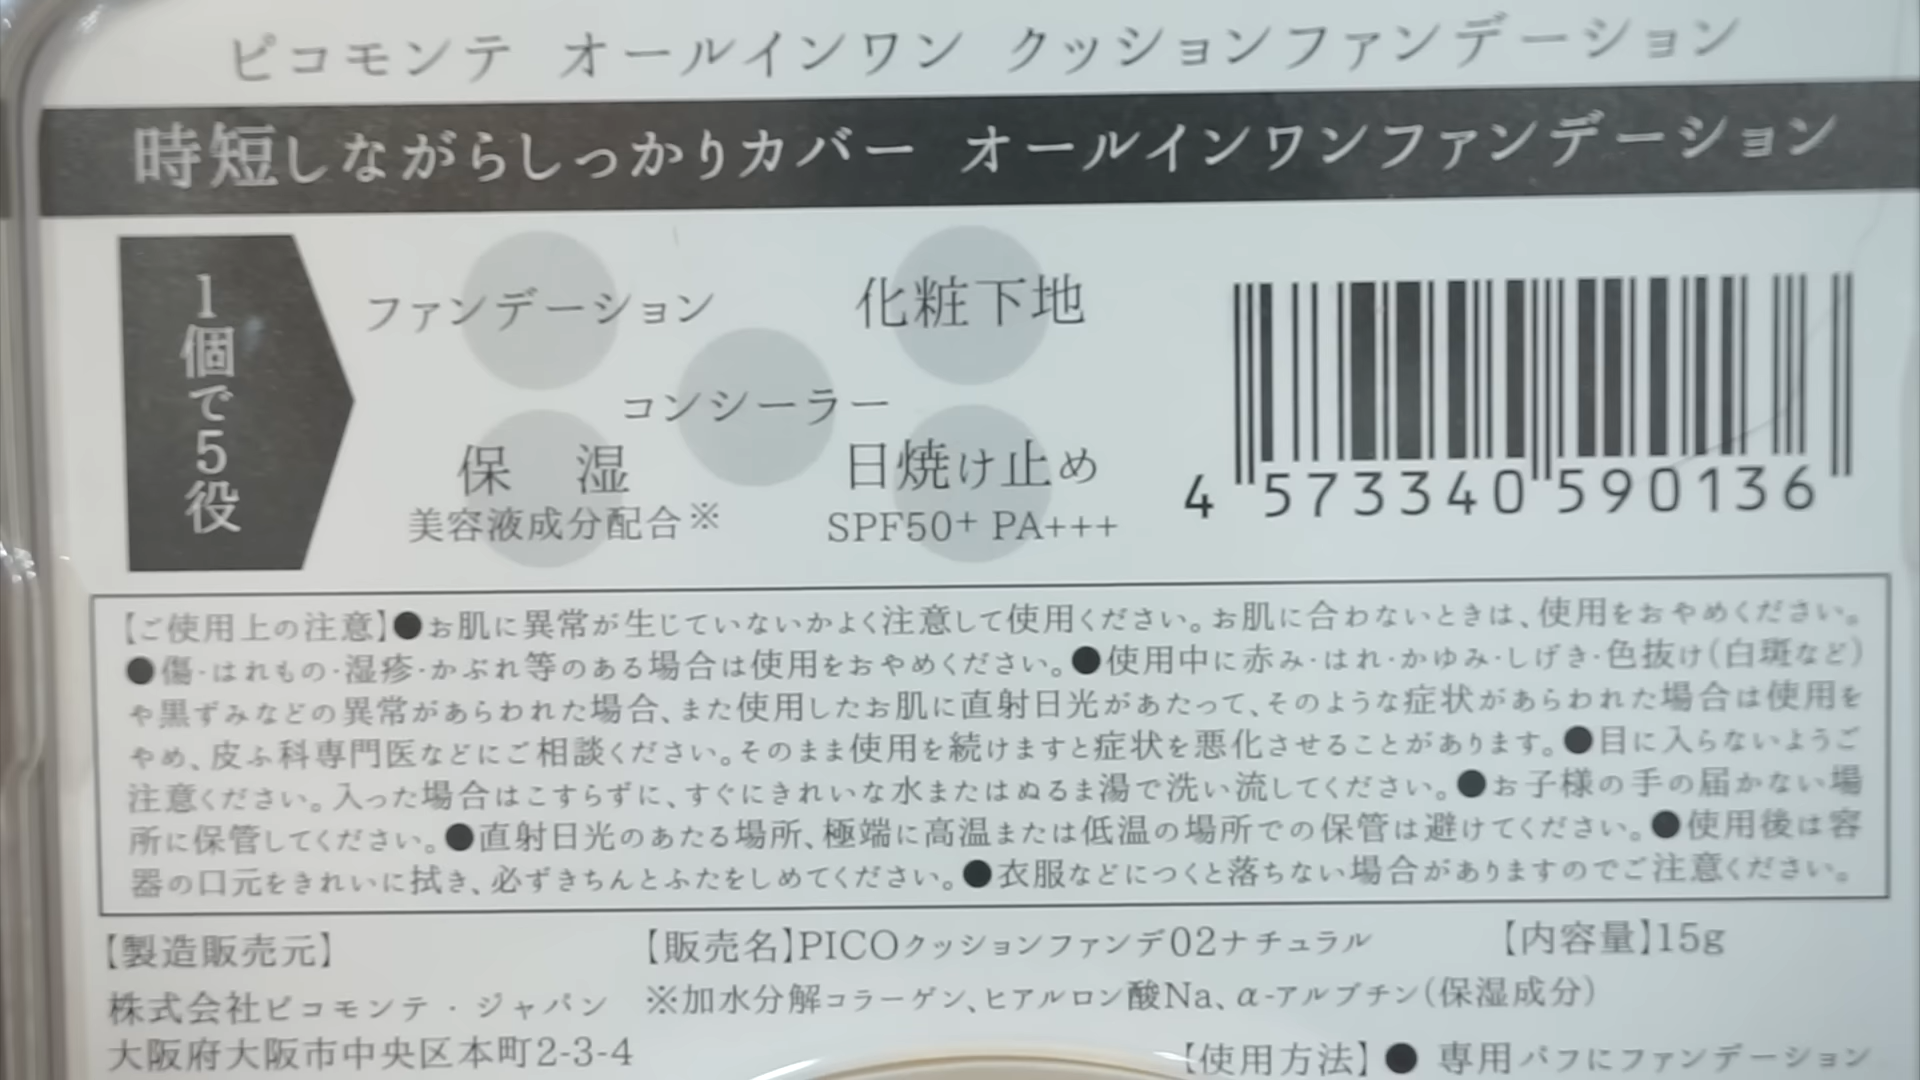 ピコモンテ オールインワン クッションファンデーション
時短しながらしっかりカバー オールインワンファンデーション
1個で5役
ファンデーション
化粧下地
コンシーラー
保 湿
美容液成分配合※
日焼け止め
SPF50+ PA+++
4 573340 590136
【ご使用上の注意】●お肌に異常が生じていないかよく注意して使用ください。お肌に合わないときは、使用をおやめください。
●傷・はれもの・湿疹・かぶれ等のある場合は使用をおやめください。●使用中に赤み・はれ・かゆみ・しげき・色抜け(白斑など)
や黒ずみなどの異常があらわれた場合、また使用したお肌に直射日光があたって、そのような症状があらわれた場合は使用を
やめ、皮ふ科専門医などにご相談ください。そのまま使用を続けますと症状を悪化させることがあります。●目に入らないようご
注意ください。入った場合はこすらずに、すぐにきれいな水またはぬるま湯で洗い流してください。●お子様の手の届かない場
所に保管してください。●直射日光のあたる場所、極端に高温または低温の場所での保管は避けてください。●使用後は容
器の口元をきれいに拭き、必ずきちんとふたをしめてください。●衣服などにつくと落ちない場合がありますのでご注意ください。
【製造販売元】
株式会社ピコモンテ・ジャパン
大阪府大阪市中央区本町2-3-4
【販売名】PICOクッションファンデ02ナチュラル
【内容量】15g
※加水分解コラーゲン、ヒアルロン酸Na、α-アルブチン(保湿成分)
【使用方法】● 専用パフにファンデーション